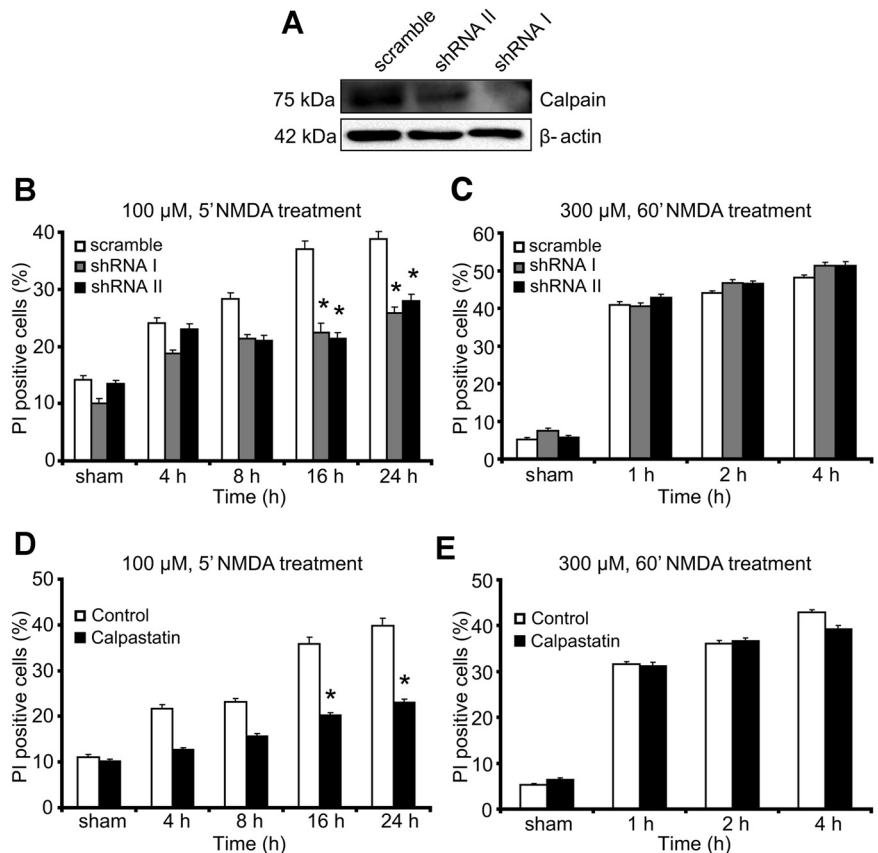 A
scramble
shRNA II
shRNA I
75 kDa
Calpain
42 kDa
β- actin
B
100 µM, 5’ NMDA treatment
PI positive cells (%)
40
30
20
10
0
scramble
shRNA I
shRNA II
* *
* *
sham 4 h 8 h 16 h 24 h
Time (h)
C
300 µM, 60’ NMDA treatment
PI positive cells (%)
60
50
40
30
20
10
0
scramble
shRNA I
shRNA II
sham 1 h 2 h 4 h
Time (h)
D
100 µM, 5’ NMDA treatment
PI positive cells (%)
50
40
30
20
10
0
Control
Calpastatin
*
*
sham 4 h 8 h 16 h 24 h
Time (h)
E
300 µM, 60’ NMDA treatment
PI positive cells (%)
50
40
30
20
10
0
Control
Calpastatin
sham 1 h 2 h 4 h
Time (h)